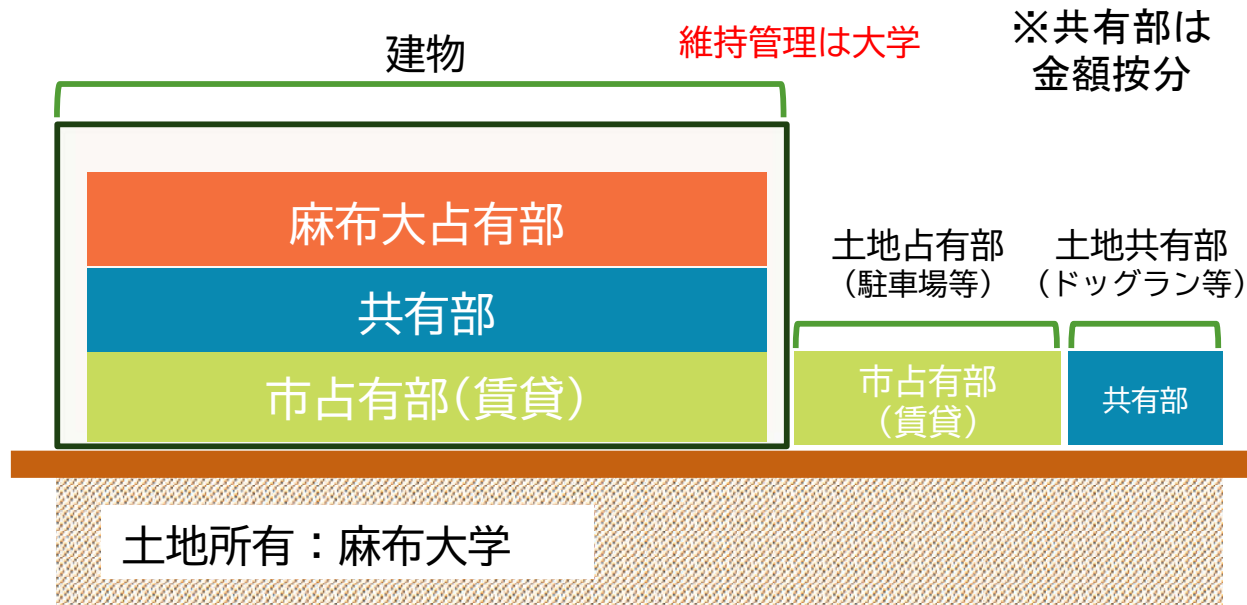 建物
維持管理は大学
※共有部は
金額按分
麻布大占有部
共有部
市占有部（賃貸）
土地占有部
（駐車場等）
市占有部
（賃貸）
土地共有部
（ドッグラン等）
共有部
土地所有：麻布大学